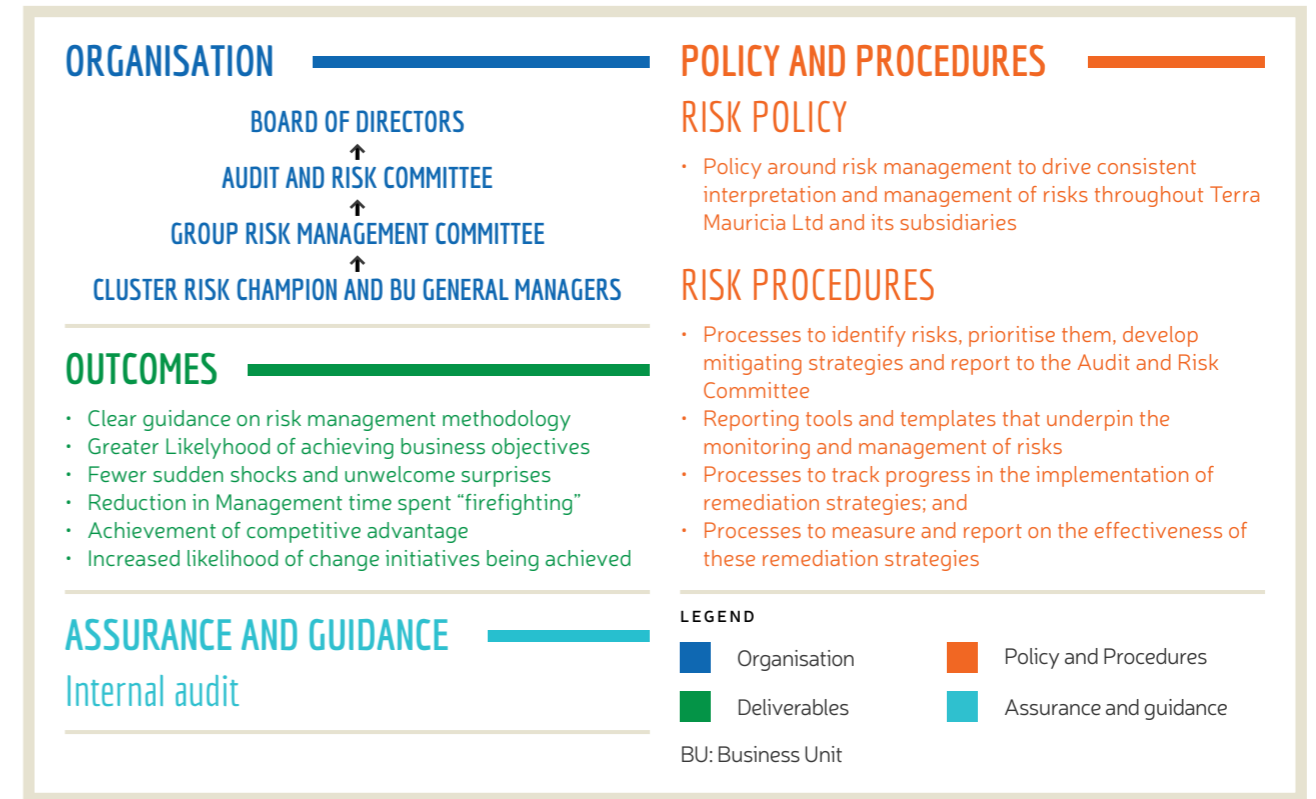 ORGANISATION
BOARD OF DIRECTORS
↑
AUDIT AND RISK COMMITTEE
↑
GROUP RISK MANAGEMENT COMMITTEE
↑
CLUSTER RISK CHAMPION AND BU GENERAL MANAGERS
OUTCOMES
• Clear guidance on risk management methodology
• Greater Likelyhood of achieving business objectives
• Fewer sudden shocks and unwelcome surprises
• Reduction in Management time spent “firefighting”
• Achievement of competitive advantage
• Increased likelihood of change initiatives being achieved
ASSURANCE AND GUIDANCE
Internal audit
POLICY AND PROCEDURES
RISK POLICY
• Policy around risk management to drive consistent
interpretation and management of risks throughout Terra
Mauricia Ltd and its subsidiaries
RISK PROCEDURES
• Processes to identify risks, prioritise them, develop
mitigating strategies and report to the Audit and Risk
Committee
• Reporting tools and templates that underpin the
monitoring and management of risks
• Processes to track progress in the implementation of
remediation strategies; and
• Processes to measure and report on the effectiveness of
these remediation strategies
LEGEND
Organisation
Policy and Procedures
Deliverables
Assurance and guidance
BU: Business Unit